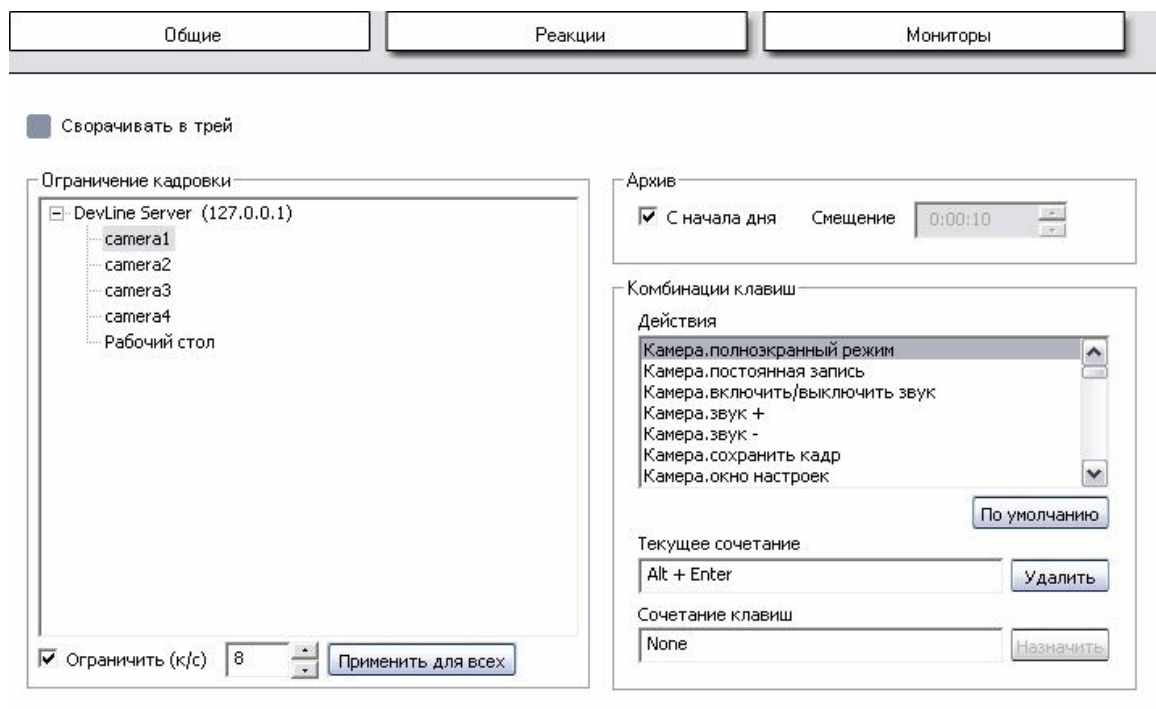 Общие
Реакции
Мониторы
Сворачивать в трей
Ограничение кадровки
DevLine Server (127.0.0.1)
camera1
camera2
camera3
camera4
Рабочий стол
Ограничить (к/с) 8 Применить для всех
Архив
С начала дня Смещение 0:00:10
Комбинации клавиш
Действия
Камера.полноэкранный режим
Камера.постоянная запись
Камера.включить/выключить звук
Камера.звук +
Камера.звук -
Камера.сохранить кадр
Камера.окно настроек
По умолчанию
Текущее сочетание
Alt + Enter Удалить
Сочетание клавиш
None Назначить